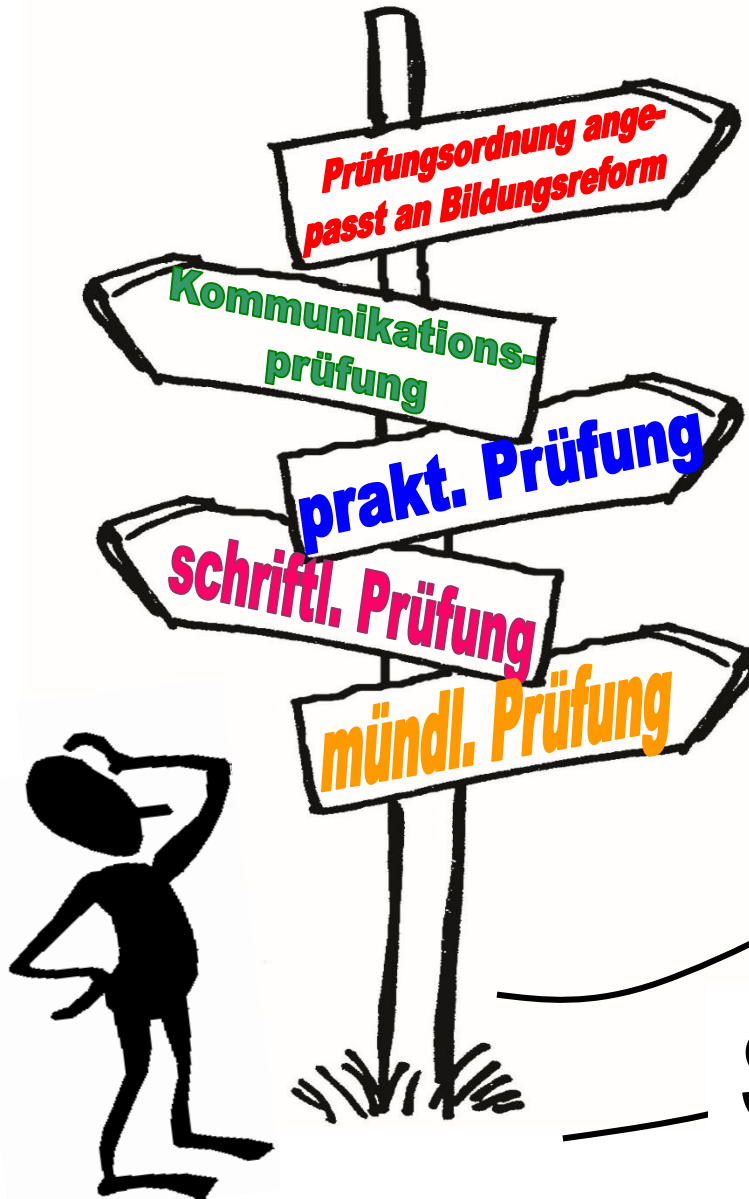 Prüfungsordnung ange-
passt an Bildungsreform
Kommunikations-
prüfung
prakt. Prüfung
schriftl. Prüfung
mündl. Prüfung